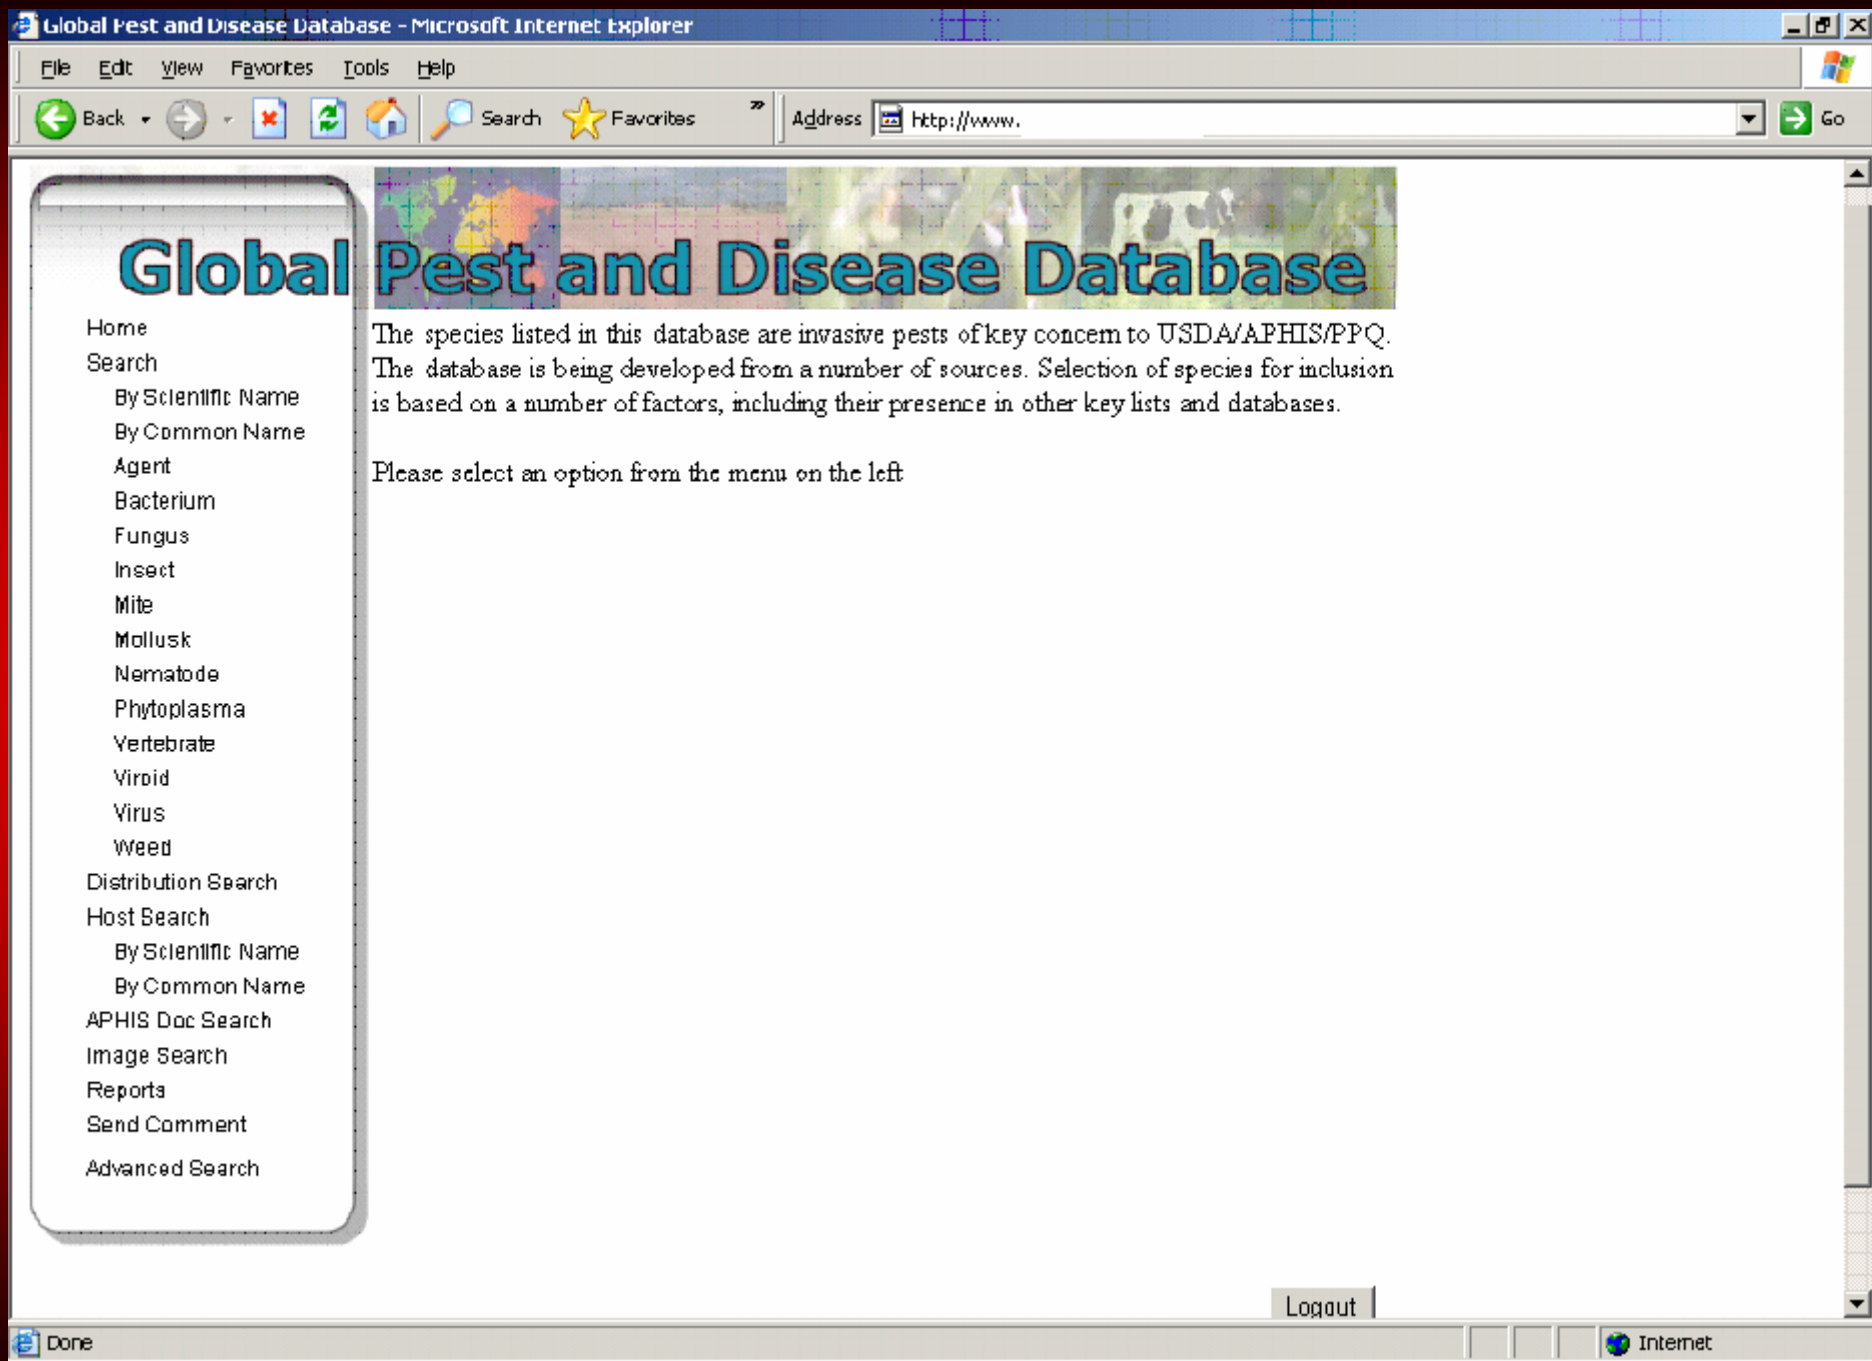 Global Pest and Disease Database - Microsoft Internet Explorer
File Edit View Favorites Tools Help
Back Search Favorites » Address http://www. Go
Global Pest and Disease Database
Home
Search
By Scientific Name
By Common Name
Agent
Bacterium
Fungus
Insect
Mite
Mollusk
Nematode
Phytoplasma
Vertebrate
Viroid
Virus
Weed
Distribution Search
Host Search
By Scientific Name
By Common Name
APHIS Doc Search
Image Search
Reports
Send Comment
Advanced Search
The species listed in this database are invasive pests of key concern to USDA/APHIS/PPQ.
The database is being developed from a number of sources. Selection of species for inclusion
is based on a number of factors, including their presence in other key lists and databases.
Please select an option from the menu on the left
Logout
Done Internet